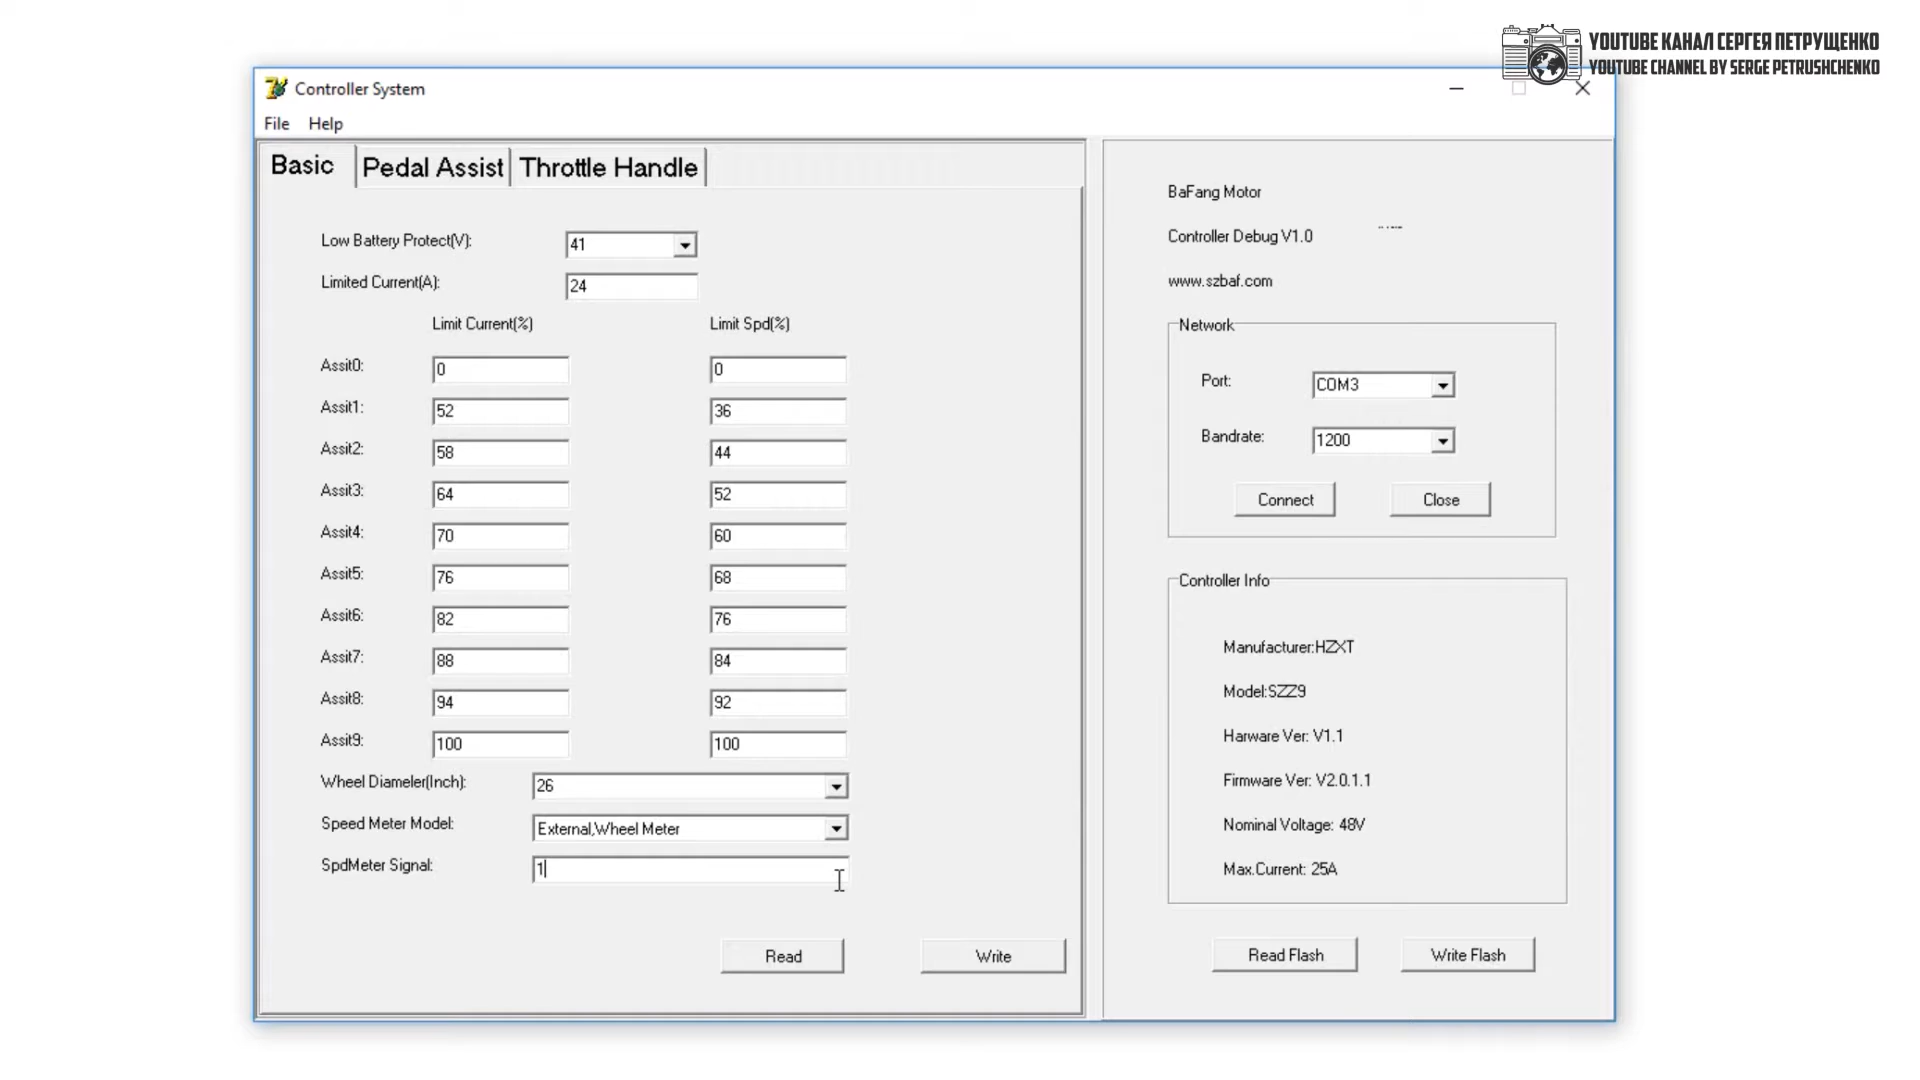 YOUTUBE КАНАЛ СЕРГЕЯ ПЕТРУЩЕНКО
YOUTUBE CHANNEL BY SERGE PETRUSHCHENKO
Controller System
File Help
Basic Pedal Assist Throttle Handle
Low Battery Protect(V): 41
Limited Current(A): 24
Limit Current(%) Limit Spd(%)
Assit0: 0 0
Assit1: 52 36
Assit2: 58 44
Assit3: 64 52
Assit4: 70 60
Assit5: 76 68
Assit6: 82 76
Assit7: 88 84
Assit8: 94 92
Assit9: 100 100
Wheel Diameler(Inch): 26
Speed Meter Model: External,Wheel Meter
SpdMeter Signal: 1
Read Write
BaFang Motor
Controller Debug V1.0
www.szbaf.com
Network
Port: COM3
Bandrate: 1200
Connect Close
Controller Info
Manufacturer:HZXT
Model:SZZ9
Harware Ver: V1.1
Firmware Ver: V2.0.1.1
Nominal Voltage: 48V
Max.Current: 25A
Read Flash Write Flash